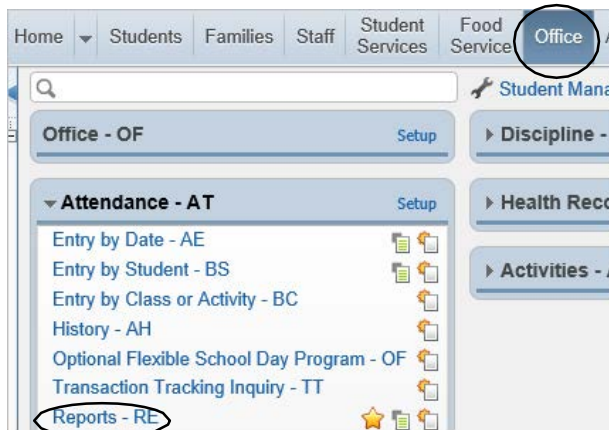 Home Students Families Staff Student Services Food Service Office
Student Mana
Office - OF Setup
Discipline -
Attendance - AT Setup
Health Reco
Entry by Date - AE
Activities -
Entry by Student - BS
Entry by Class or Activity - BC
History - AH
Optional Flexible School Day Program - OF
Transaction Tracking Inquiry - TT
Reports - RE